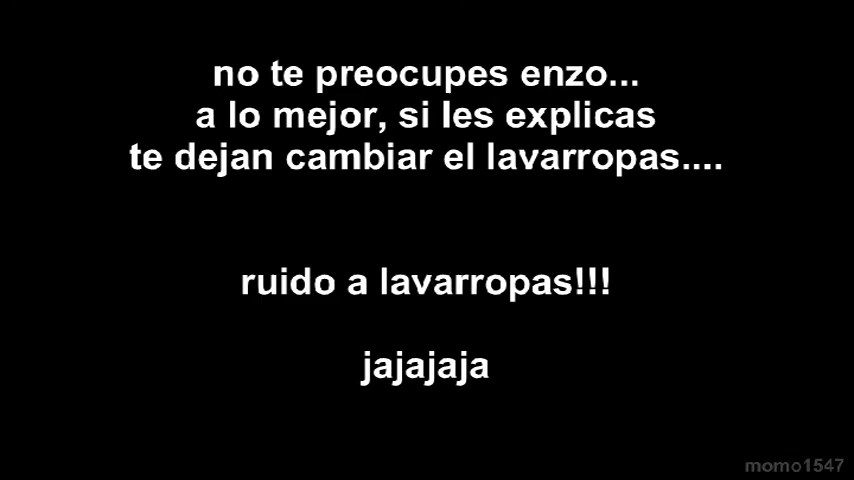 no te preocupes enzo...
a lo mejor, si les explicas
te dejan cambiar el lavarropas....
ruido a lavarropas!!!
jajajaja
momo1547